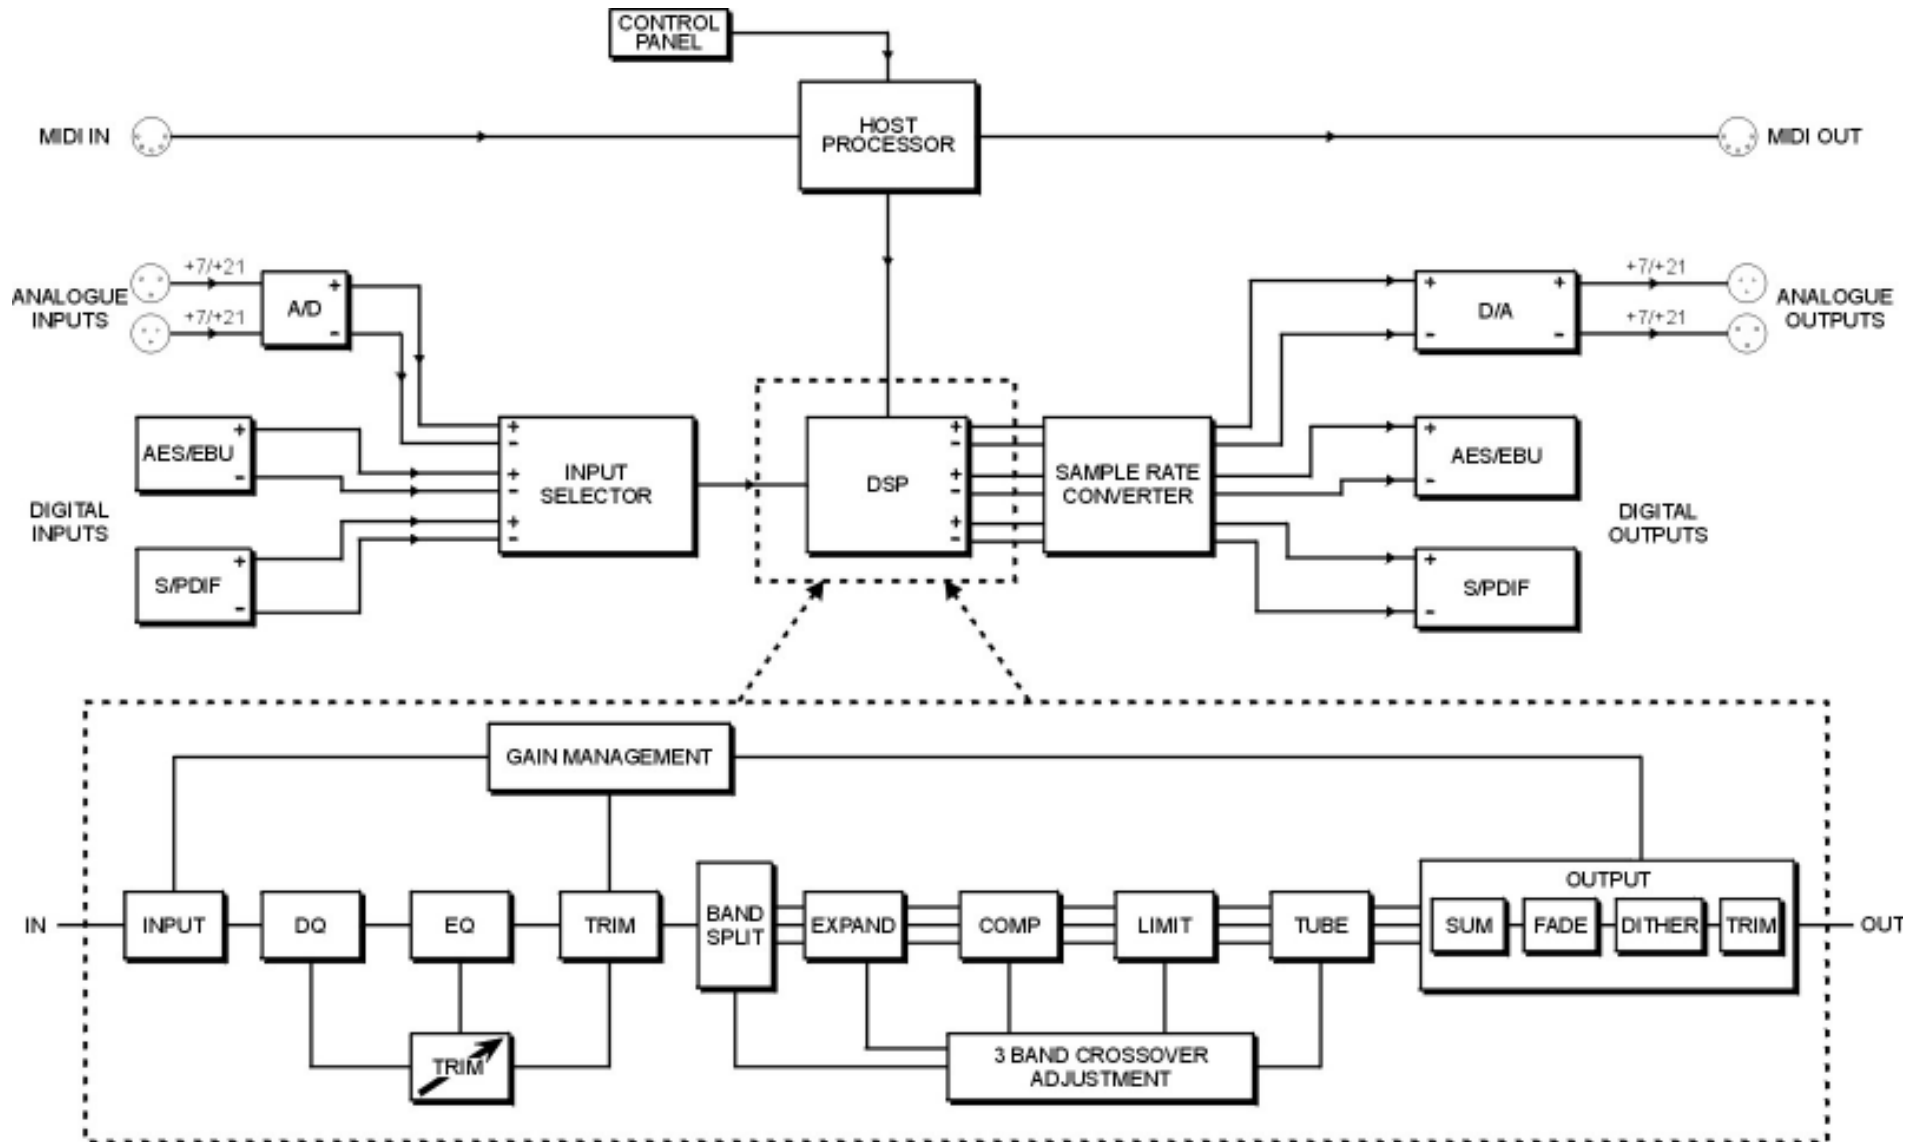 CONTROL
PANEL
HOST
PROCESSOR
MIDI IN
MIDI OUT
ANALOGUE
INPUTS
+7/+21
+7/+21
A/D
+
-
+
-
D/A
+
-
+7/+21
+7/+21
ANALOGUE
OUTPUTS
DIGITAL
INPUTS
AES/EBU
+
-
S/PDIF
+
-
+
-
+
-
+
-
INPUT
SELECTOR
DSP
+
-
+
-
+
-
SAMPLE RATE
CONVERTER
+
-
AES/EBU
+
-
S/PDIF
DIGITAL
OUTPUTS
GAIN MANAGEMENT
IN
INPUT
DQ
EQ
TRIM
BAND
SPLIT
EXPAND
COMP
LIMIT
TUBE
OUTPUT
SUM
FADE
DITHER
TRIM
OUT
TRIM
3 BAND CROSSOVER
ADJUSTMENT